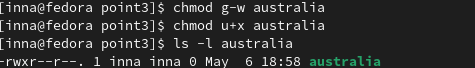 [inna@fedora point3]$ chmod g-w australia
[inna@fedora point3]$ chmod u+x australia
[inna@fedora point3]$ ls -l australia
-rwxr--r--. 1 inna inna 0 May  6 18:58 australia